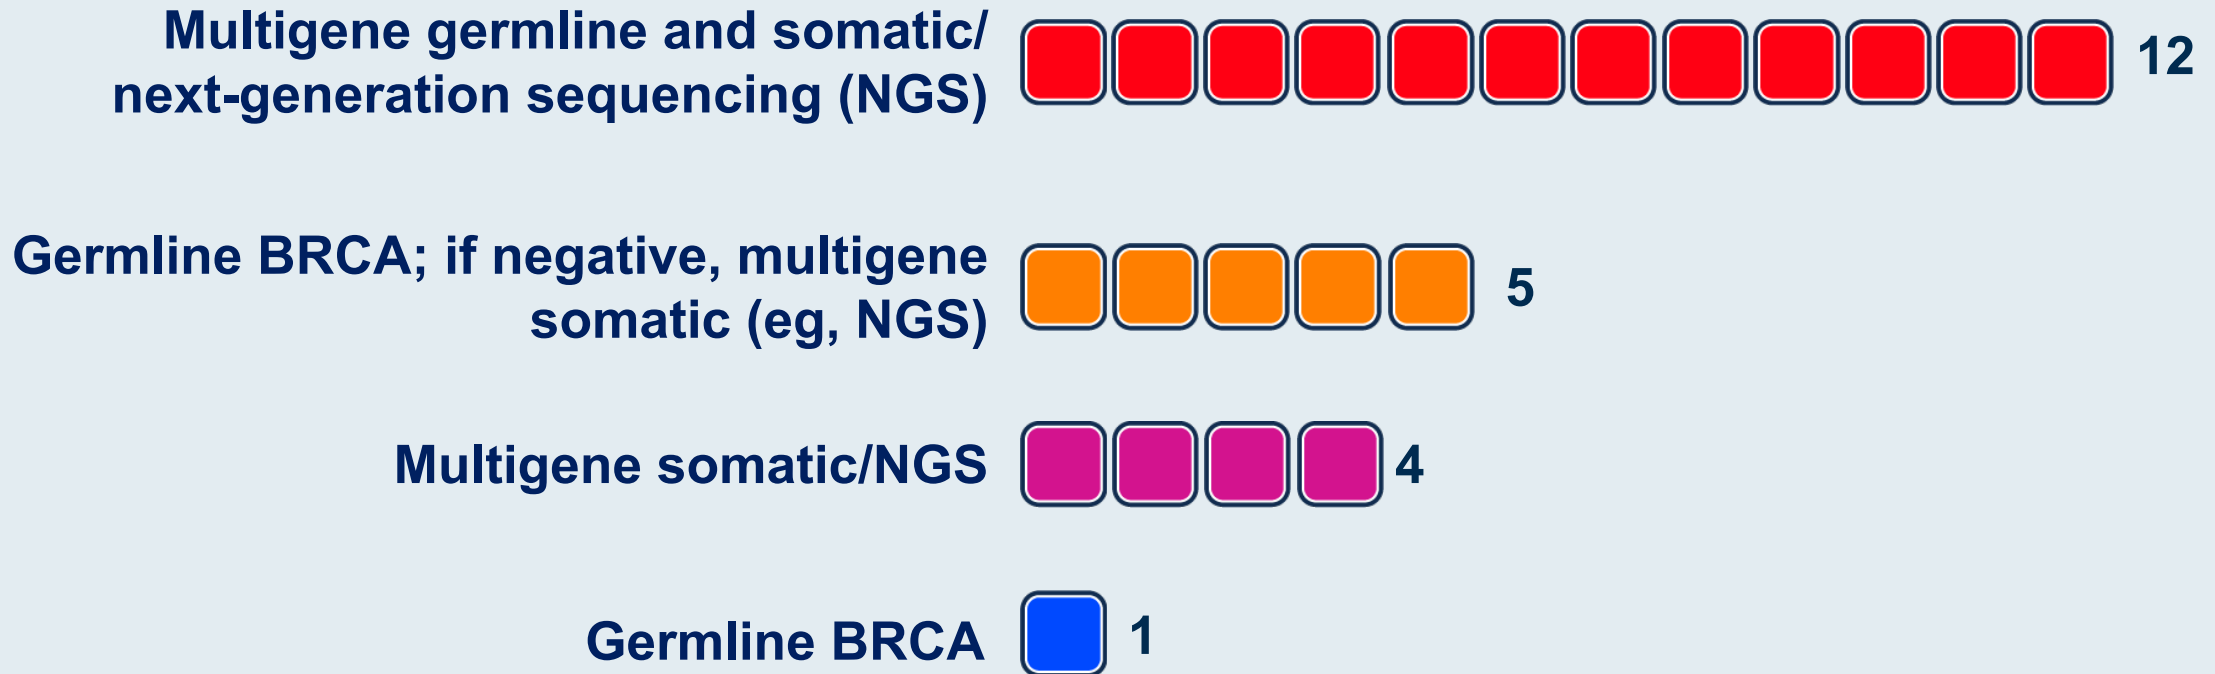 Multigene germline and somatic/
next-generation sequencing (NGS)
12
Germline BRCA; if negative, multigene
somatic (eg, NGS)
5
Multigene somatic/NGS
4
Germline BRCA
1